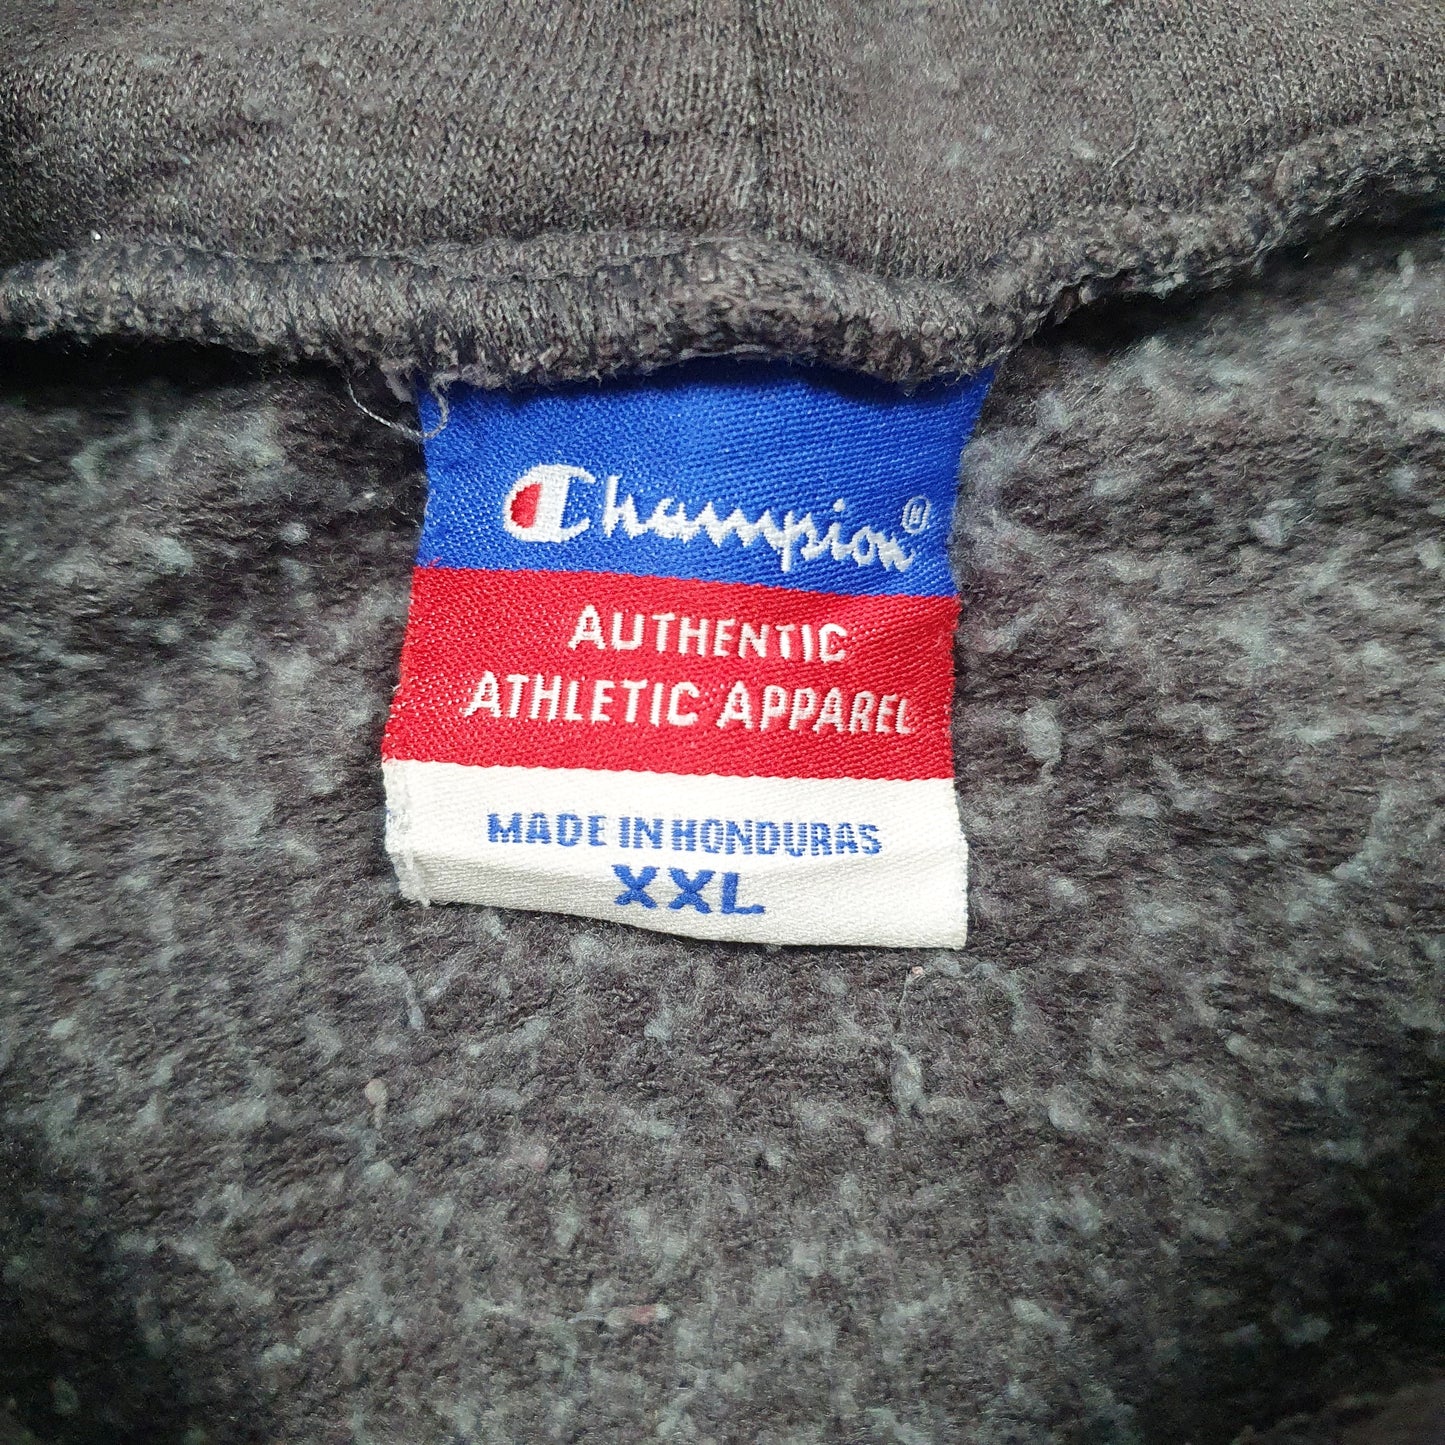 Champion®
AUTHENTIC
ATHLETIC APPAREL
MADE IN HONDURAS
XXL